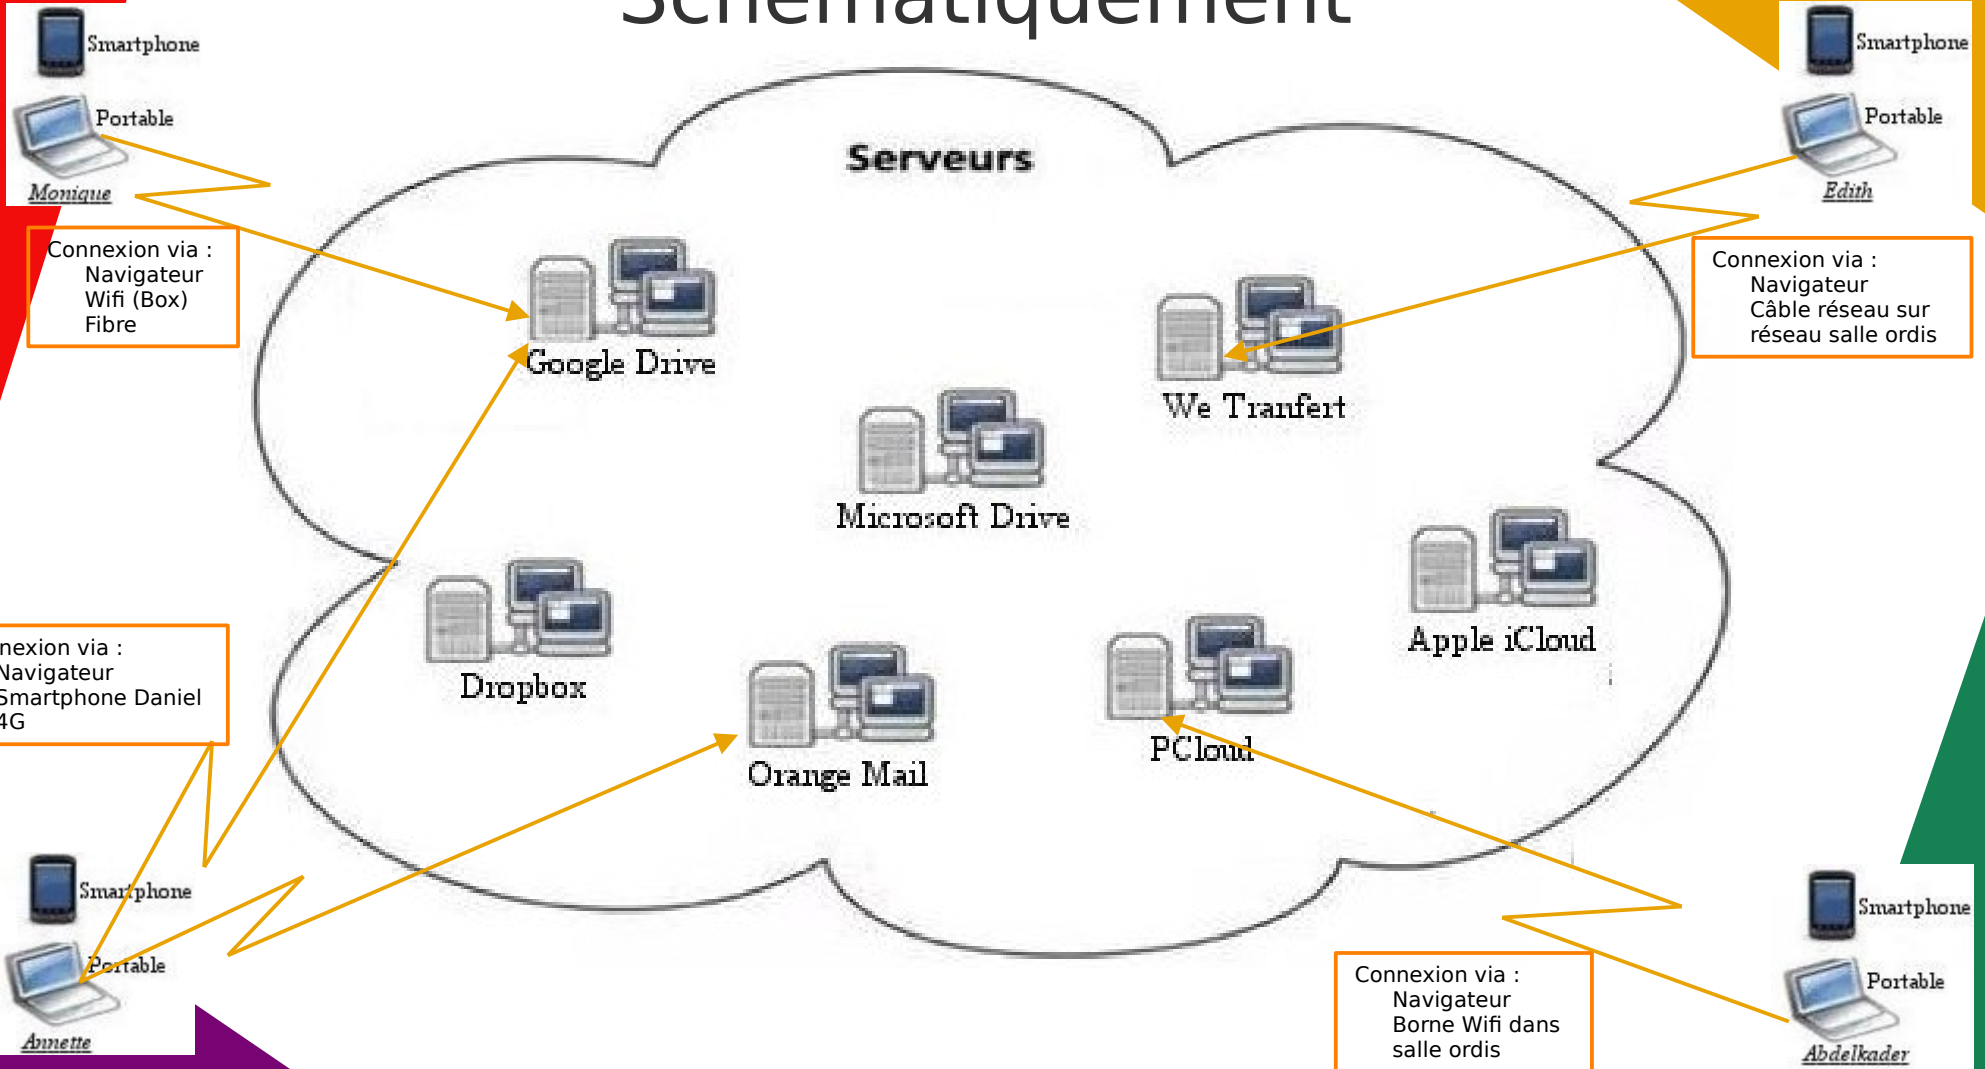 Schématiquement
Smartphone
Portable
Monique
Connexion via :
Navigateur
Wifi (Box)
Fibre
Smartphone
Portable
Edith
Connexion via :
Navigateur
Câble réseau sur
réseau salle ordis
Serveurs
Google Drive
We Tranfert
Microsoft Drive
Apple iCloud
Dropbox
Orange Mail
PCloud
nexion via :
Navigateur
Smartphone Daniel
4G
Smartphone
Portable
Annette
Connexion via :
Navigateur
Borne Wifi dans
salle ordis
Smartphone
Portable
Abdelkader